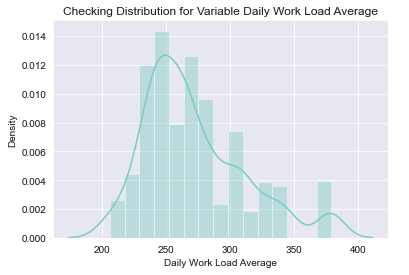 Checking Distribution for Variable Daily Work Load Average
0.014
0.012
0.010
0.008
0.006
0.004
0.002
0.000
Density
200 250 300 350 400
Daily Work Load Average